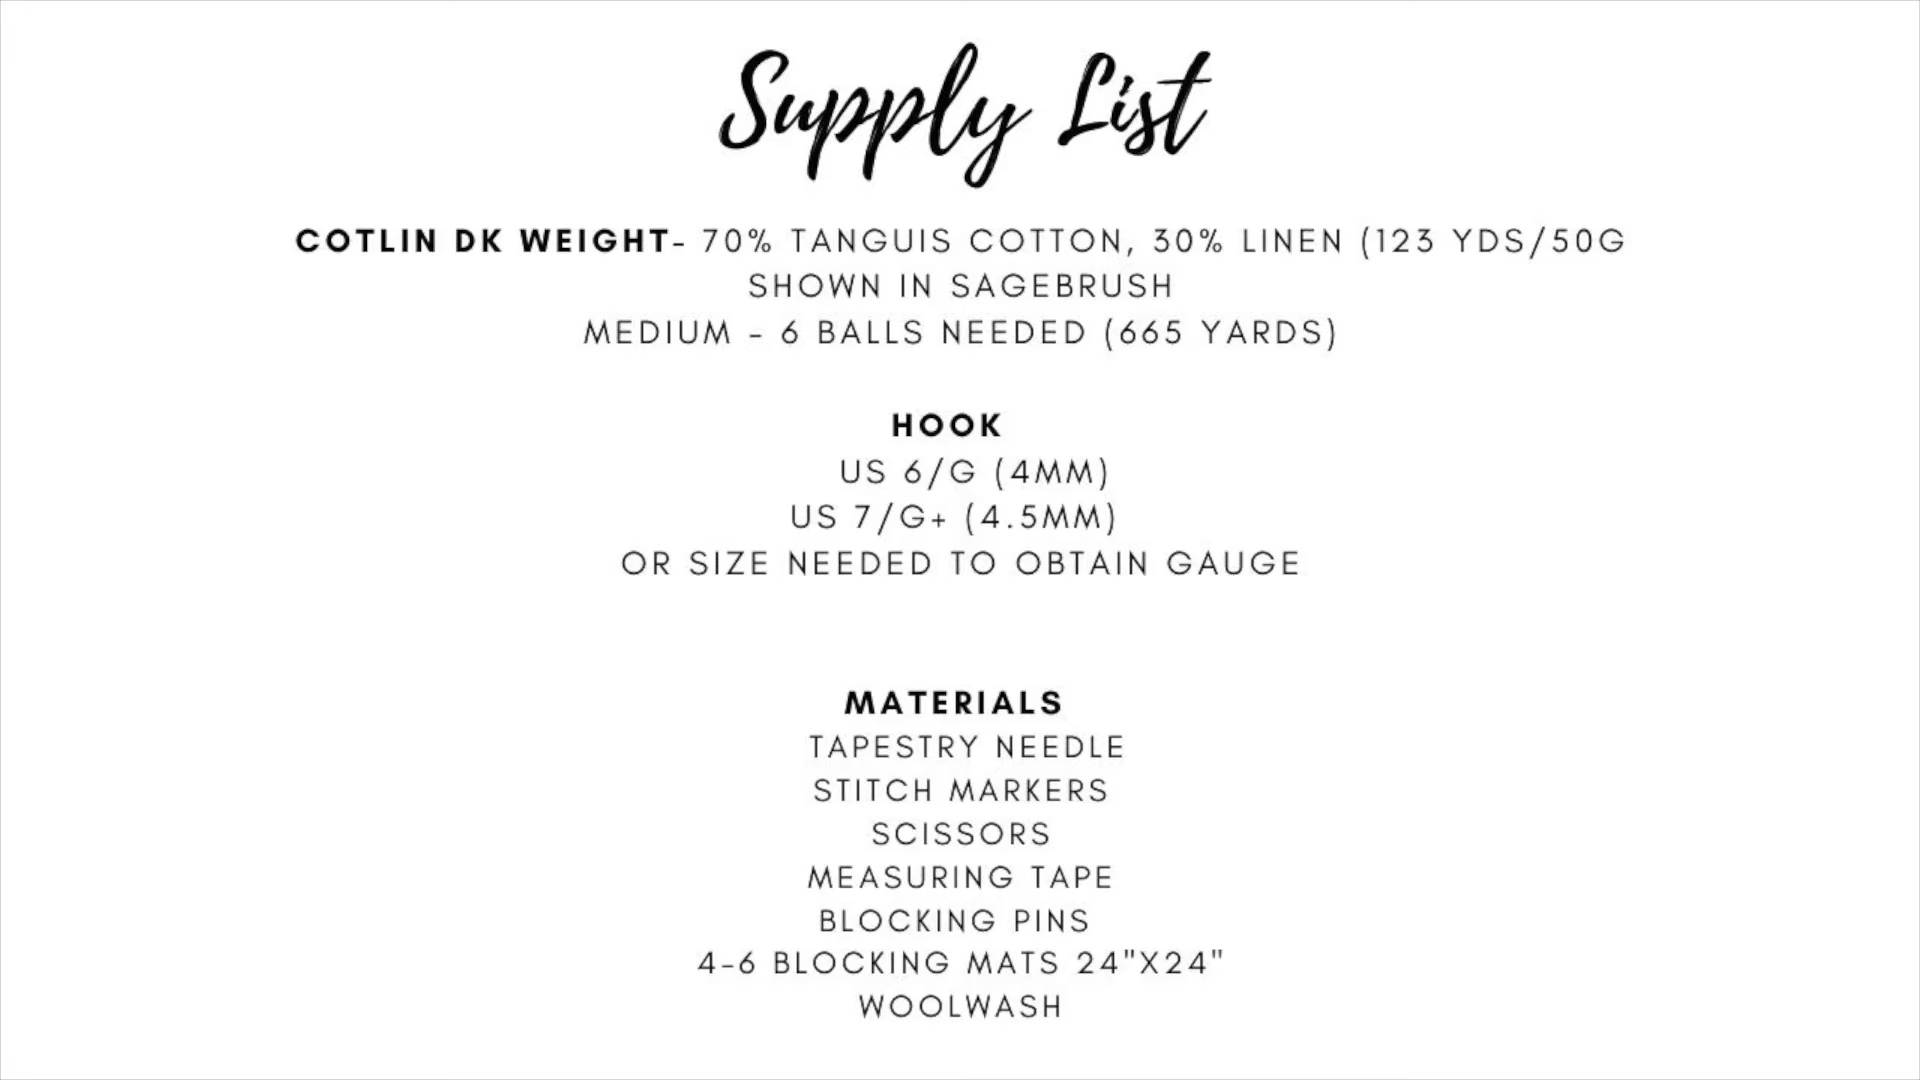 Supply List
COTLIN DK WEIGHT- 70% TANGUIS COTTON, 30% LINEN (123 YDS/50G
SHOWN IN SAGEBRUSH
MEDIUM - 6 BALLS NEEDED (665 YARDS)
HOOK
US 6/G (4MM)
US 7/G+ (4.5MM)
OR SIZE NEEDED TO OBTAIN GAUGE
MATERIALS
TAPESTRY NEEDLE
STITCH MARKERS
SCISSORS
MEASURING TAPE
BLOCKING PINS
4-6 BLOCKING MATS 24"X24"
WOOLWASH